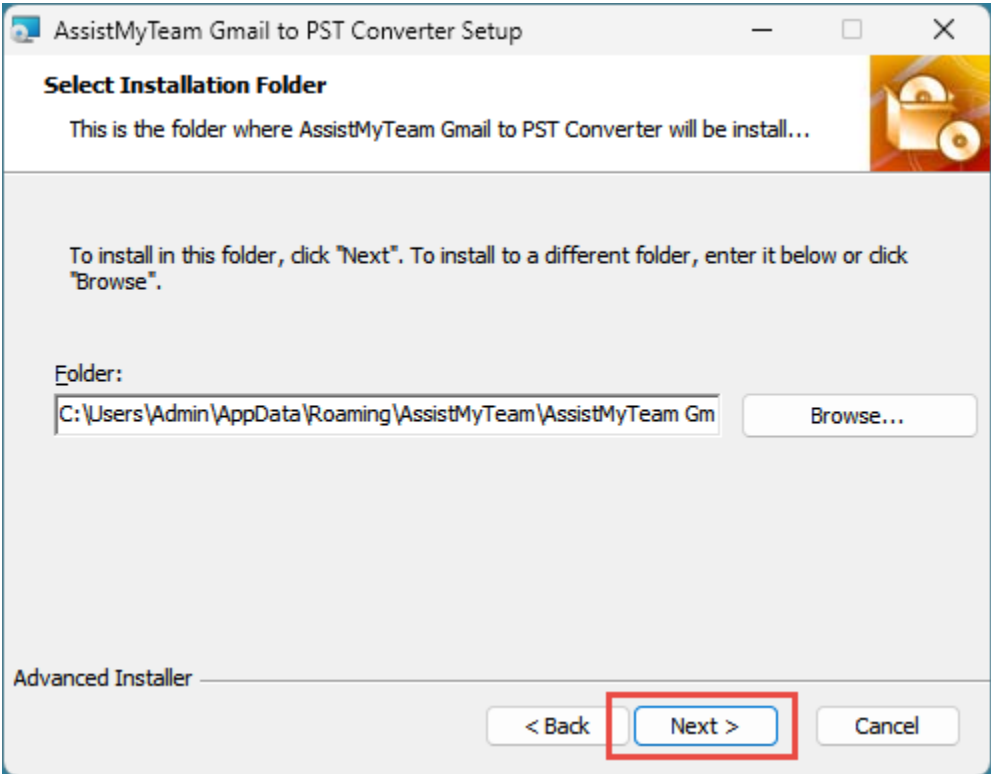 AssistMyTeam Gmail to PST Converter Setup
Select Installation Folder
This is the folder where AssistMyTeam Gmail to PST Converter will be install...
To install in this folder, click "Next". To install to a different folder, enter it below or click
"Browse".
Folder:
C:\Users\Admin\AppData\Roaming\AssistMyTeam\AssistMyTeam Gm
Browse...
Advanced Installer
< Back
Next >
Cancel